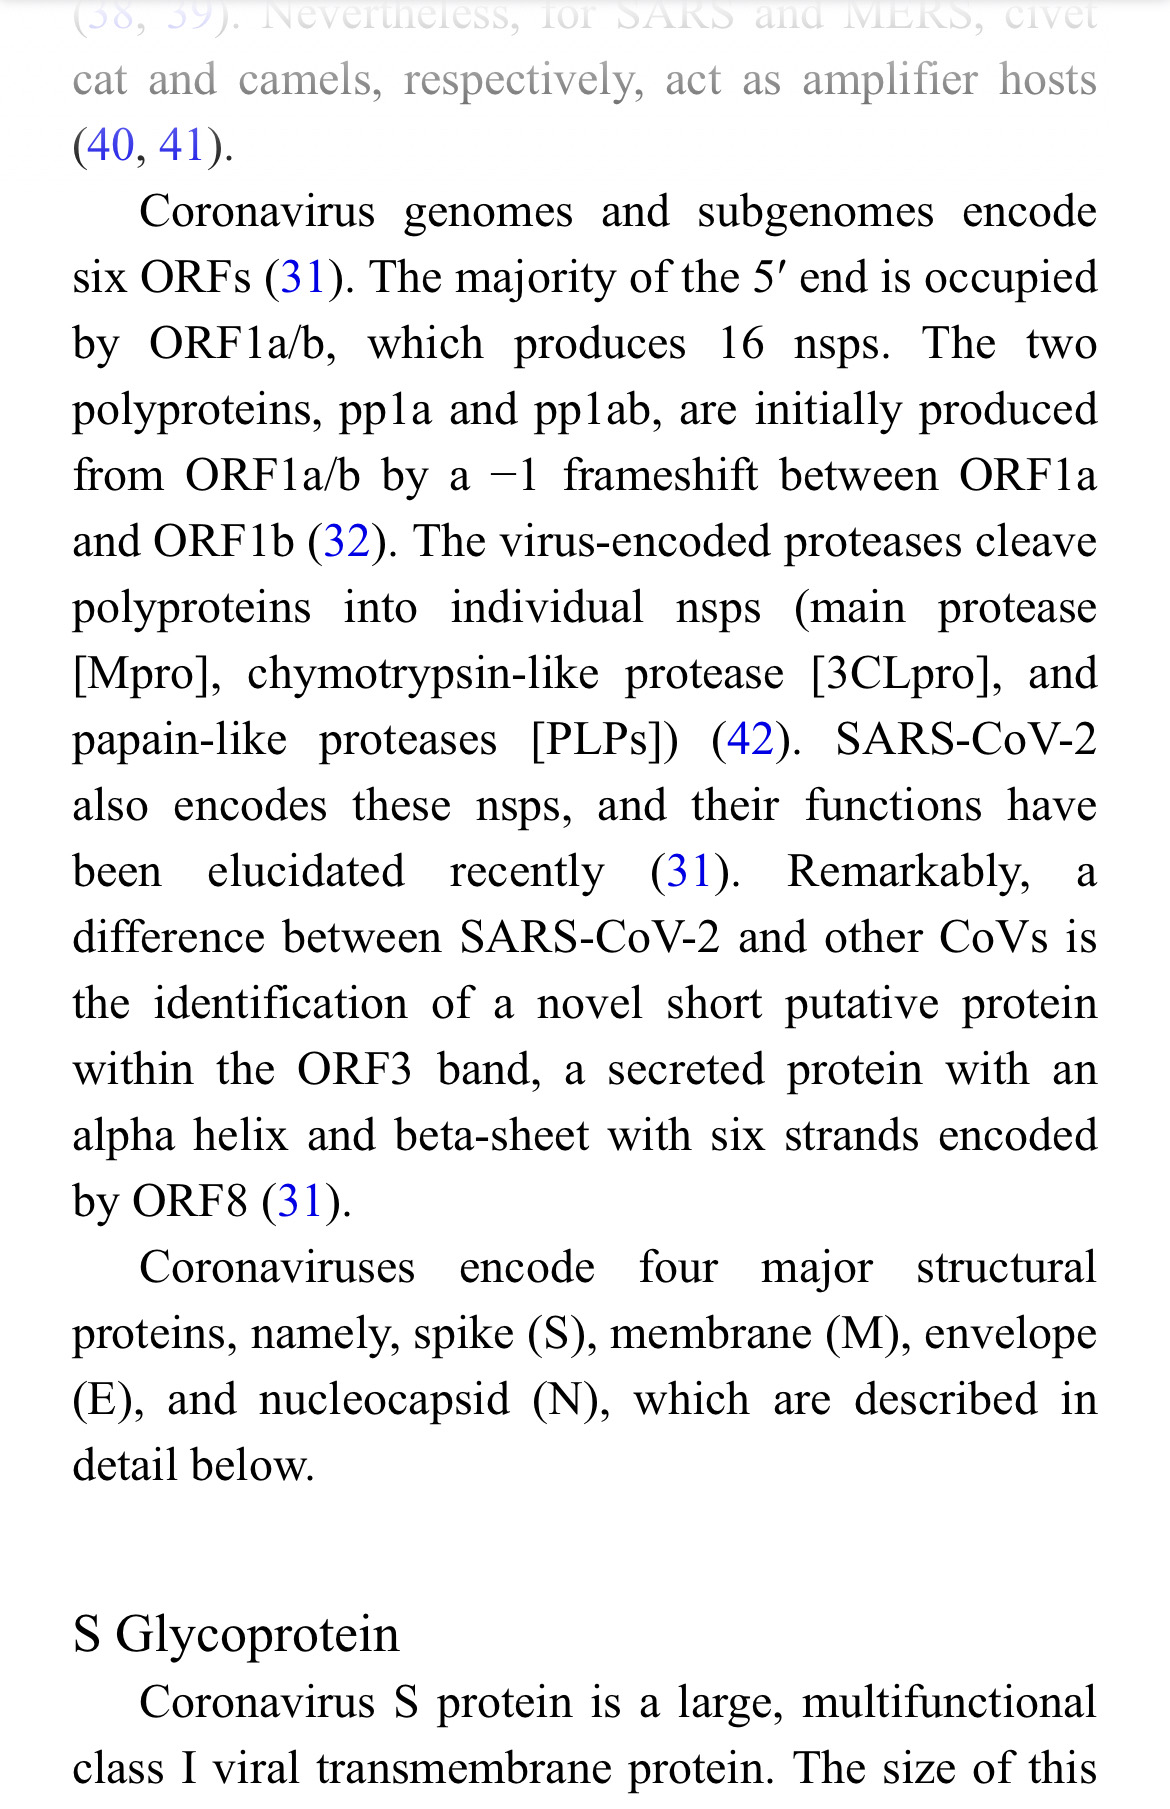 (38, 39). Nevertheless, for SARS and MERS, civet
cat and camels, respectively, act as amplifier hosts
(40, 41).
Coronavirus genomes and subgenomes encode
six ORFs (31). The majority of the 5′ end is occupied
by ORF1a/b, which produces 16 nsps. The two
polyproteins, pp1a and pp1ab, are initially produced
from ORF1a/b by a −1 frameshift between ORF1a
and ORF1b (32). The virus-encoded proteases cleave
polyproteins into individual nsps (main protease
[Mpro], chymotrypsin-like protease [3CLpro], and
papain-like proteases [PLPs]) (42). SARS-CoV-2
also encodes these nsps, and their functions have
been elucidated recently (31). Remarkably, a
difference between SARS-CoV-2 and other CoVs is
the identification of a novel short putative protein
within the ORF3 band, a secreted protein with an
alpha helix and beta-sheet with six strands encoded
by ORF8 (31).
Coronaviruses encode four major structural
proteins, namely, spike (S), membrane (M), envelope
(E), and nucleocapsid (N), which are described in
detail below.
S Glycoprotein
Coronavirus S protein is a large, multifunctional
class I viral transmembrane protein. The size of this